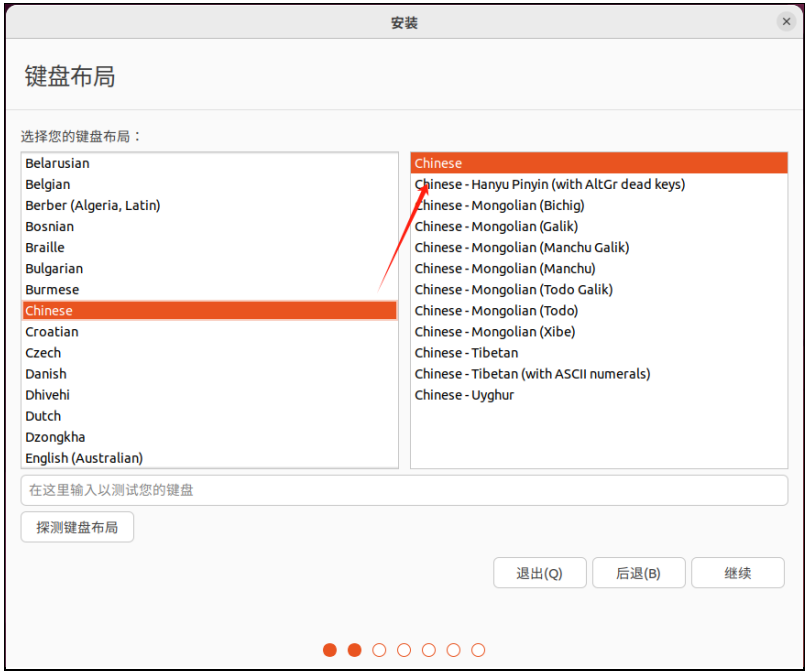 安装
键盘布局
选择您的键盘布局：
Belarusian
Belgian
Berber (Algeria, Latin)
Bosnian
Braille
Bulgarian
Burmese
Chinese
Croatian
Czech
Danish
Dhivehi
Dutch
Dzongkha
English (Australian)
Chinese
Chinese - Hanyu Pinyin (with AltGr dead keys)
Chinese - Mongolian (Bichig)
Chinese - Mongolian (Galik)
Chinese - Mongolian (Manchu Galik)
Chinese - Mongolian (Manchu)
Chinese - Mongolian (Todo Galik)
Chinese - Mongolian (Todo)
Chinese - Mongolian (Xibe)
Chinese - Tibetan
Chinese - Tibetan (with ASCII numerals)
Chinese - Uyghur
在这里输入以测试您的键盘
探测键盘布局
退出(Q) 后退(B) 继续